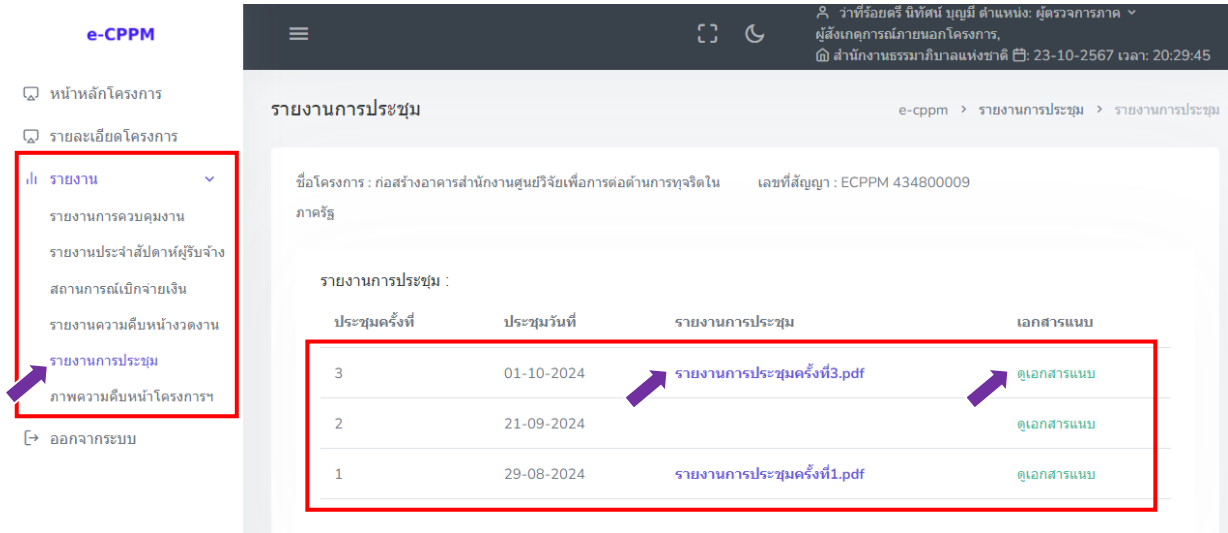 e-CPPM
ว่าที่ร้อยตรี นิทัศน์ บุญมี ตำแหน่ง: ผู้ตรวจการภาค
ผู้สังเกตุการณ์ภายนอกโครงการ,
สำนักงานธรรมาภิบาลแห่งชาติ : 23-10-2567 เวลา: 20:29:45
หน้าหลักโครงการ
รายละเอียดโครงการ
รายงาน
รายงานการควบคุมงาน
รายงานประจำสัปดาห์ผู้รับจ้าง
สถานการณ์เบิกจ่ายเงิน
รายงานความคืบหน้างวดงาน
รายงานการประชุม
ภาพความคืบหน้าโครงการฯ
ออกจากระบบ
รายงานการประชุม
e-cppm > รายงานการประชุม > รายงานการประชุม
ชื่อโครงการ : ก่อสร้างอาคารสำนักงานศูนย์วิจัยเพื่อการต่อต้านการทุจริตใน เลขที่สัญญา : ECPPM 434800009
ภาครัฐ
รายงานการประชุม :
ประชุมครั้งที่ ประชุมวันที่ รายงานการประชุม เอกสารแนบ
3 01-10-2024 รายงานการประชุมครั้งที่3.pdf ดูเอกสารแนบ
2 21-09-2024 ดูเอกสารแนบ
1 29-08-2024 รายงานการประชุมครั้งที่1.pdf ดูเอกสารแนบ